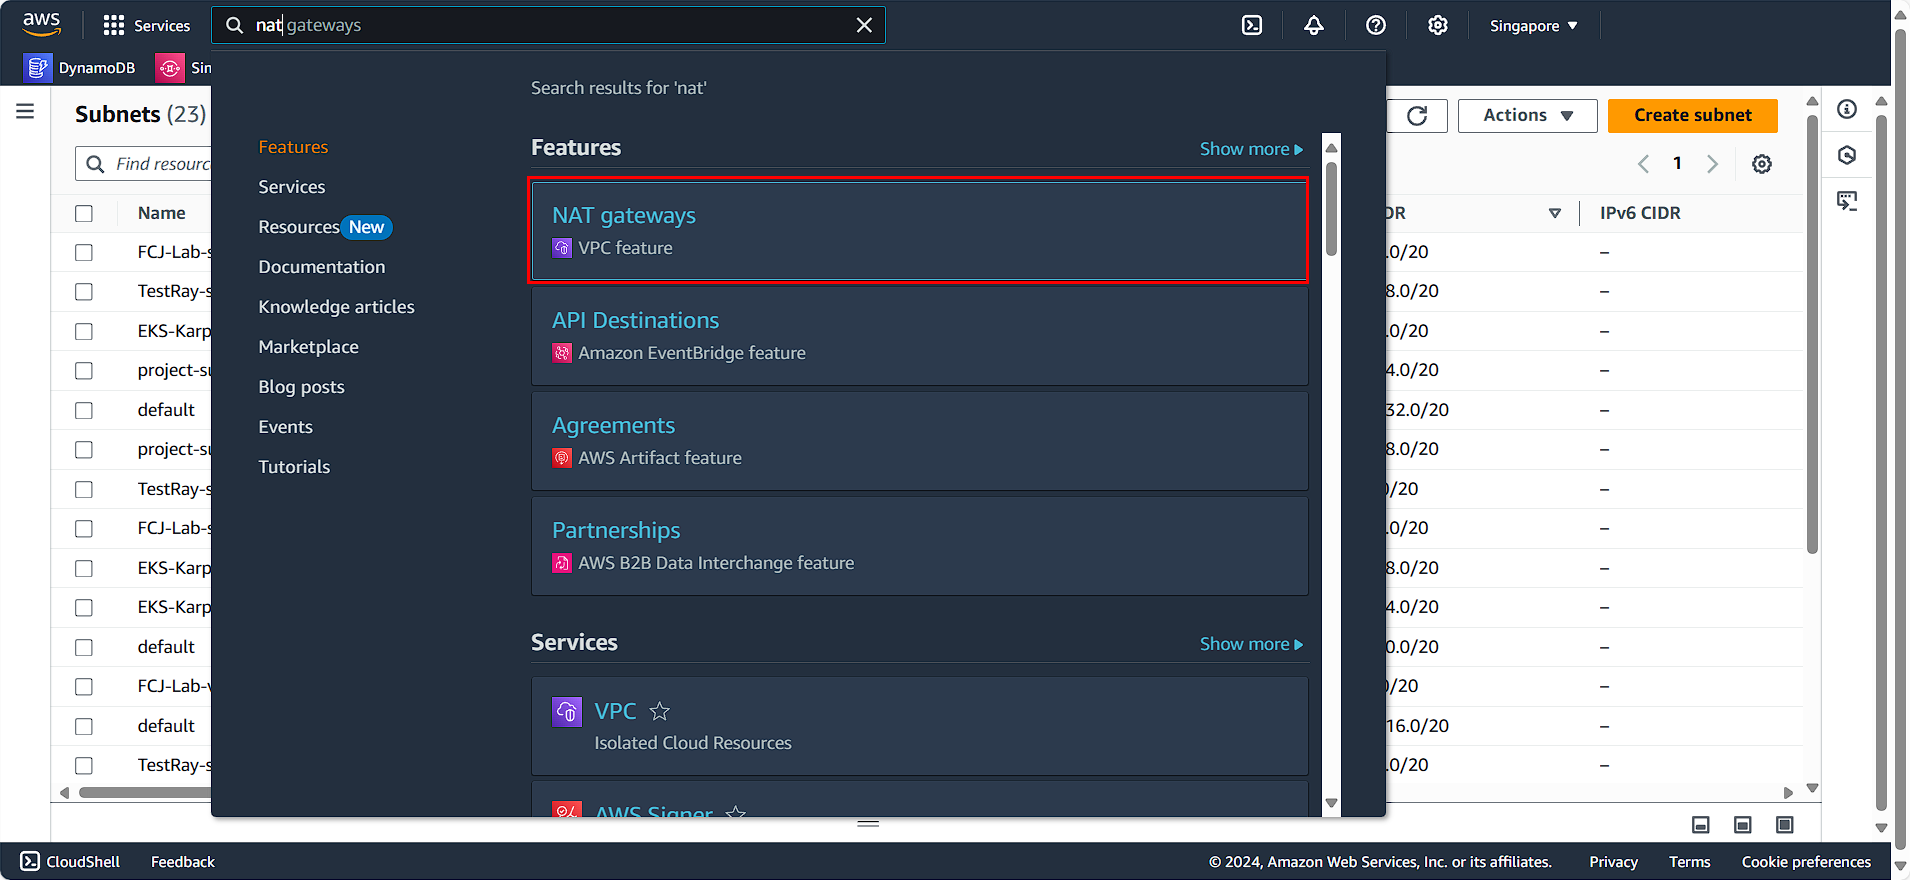 aws
Services
nat gateways
Singapore
DynamoDB
Sim
Subnets (23)
Find resourc
Actions
Create subnet
1
Name
DR
IPv6 CIDR
FCJ-Lab-s
.0/20
–
TestRay-s
8.0/20
–
EKS-Karp
.0/20
–
project-su
4.0/20
–
default
32.0/20
–
project-su
8.0/20
–
TestRay-s
)/20
–
FCJ-Lab-s
.0/20
–
EKS-Karp
8.0/20
–
EKS-Karp
4.0/20
–
default
0.0/20
–
FCJ-Lab-v
)/20
–
default
16.0/20
–
TestRay-s
.0/20
–
Search results for 'nat'
Features
Services
Resources New
Documentation
Knowledge articles
Marketplace
Blog posts
Events
Tutorials
Features
Show more
NAT gateways
VPC feature
API Destinations
Amazon EventBridge feature
Agreements
AWS Artifact feature
Partnerships
AWS B2B Data Interchange feature
Services
Show more
VPC
Isolated Cloud Resources
AWS Signer
CloudShell
Feedback
© 2024, Amazon Web Services, Inc. or its affiliates.
Privacy
Terms
Cookie preferences